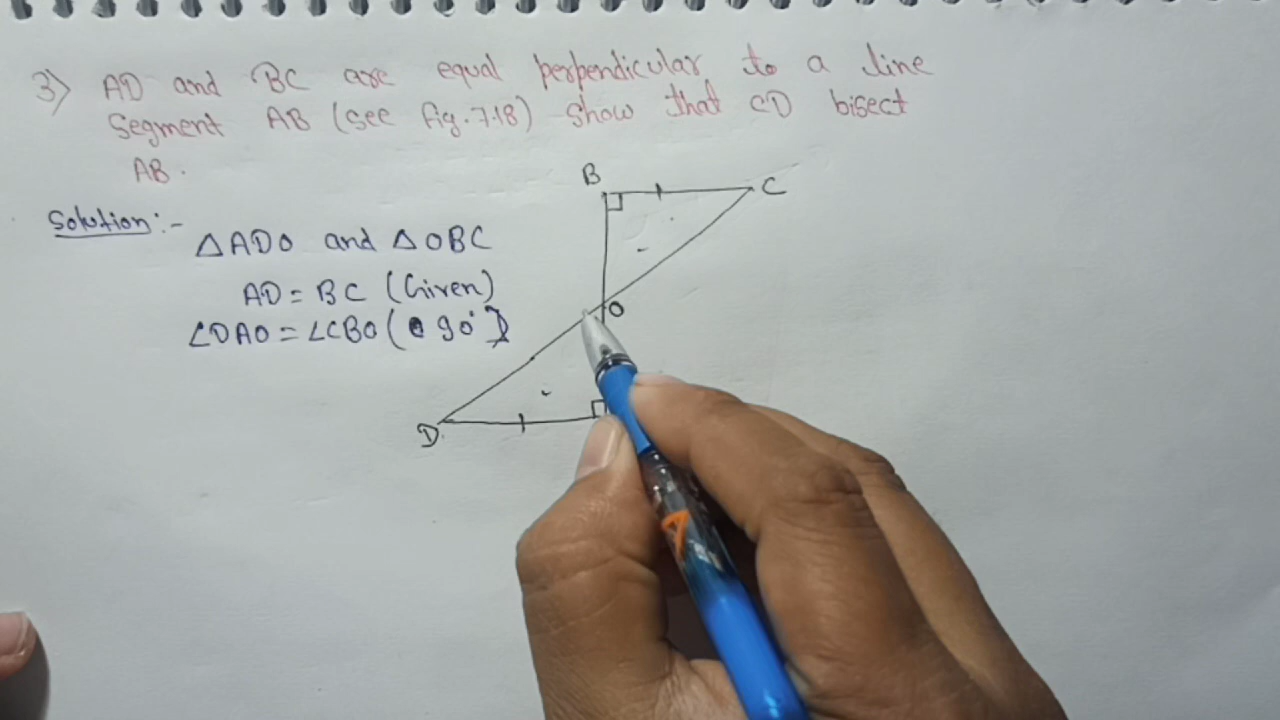 3) AD and BC are equal perpendicular to a line
Segment AB (see fig. 7.18) show that CD bisect
AB.
Solution:-
△ADO and △OBC
AD = BC (Given)
∠DAO = ∠CBO ( 90°)
B
C
O
D